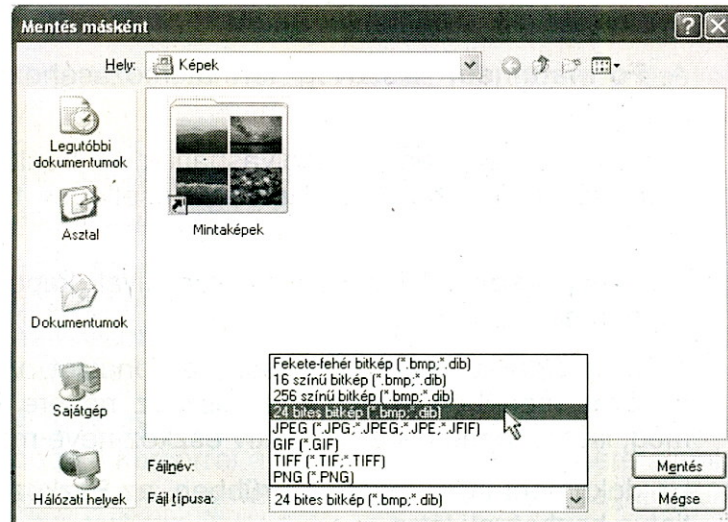 Mentés másként
Hely: Képek
Legutóbbi
dokumentumok
Asztal
Mintaképek
Dokumentumok
Sajátgép
Hálózati helyek
Fekete-fehér bitkép (*.bmp;*.dib)
16 színű bitkép (*.bmp;*.dib)
256 színű bitkép (*.bmp;*.dib)
24 bites bitkép (*.bmp;*.dib)
JPEG (*.JPG;*.JPEG;*.JPE;*.JFIF)
GIF (*.GIF)
TIFF (*.TIF;*.TIFF)
PNG (*.PNG)
Fájlnév:
Mentés
Fájl típusa: 24 bites bitkép (*.bmp;*.dib)
Mégse